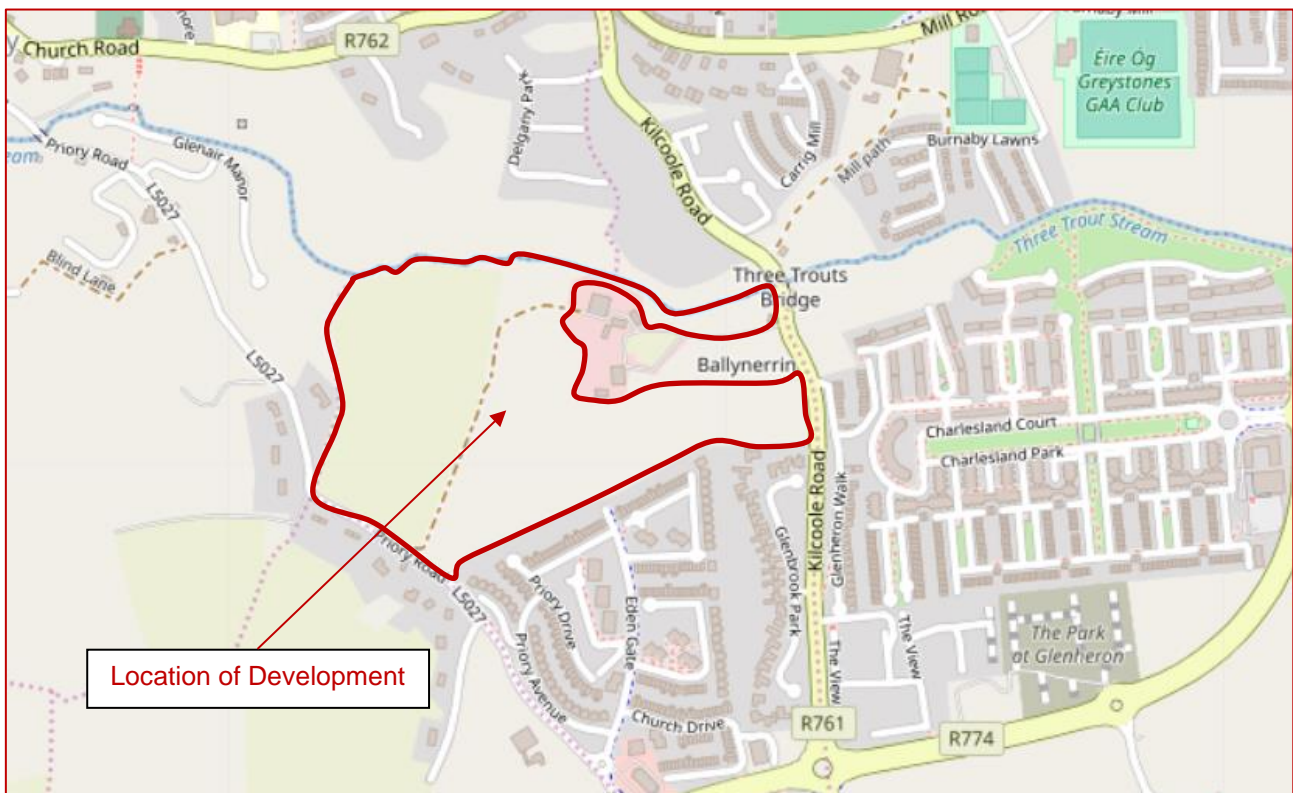 Church Road
R762
Mill Ro
Burnaby Mill
Éire Óg
Greystones
GAA Club
Delgany Park
Kilcoole Road
Carrig Mill
Mill path
Burnaby Lawns
Priory Road
Glenair Manor
eam
L5027
Blind Lane
Three Trout Stream
Three Trouts
Bridge
Ballynerrin
L5027
Charlesland Court
Charlesland Park
Glenheron Walk
Kilcoole Road
Glenbrook Park
Priory Road
L5027
Priory Drive
Eden Gate
Priory Avenue
The View
The View
The Park
at Glenheron
Location of Development
Church Drive
R761
R774